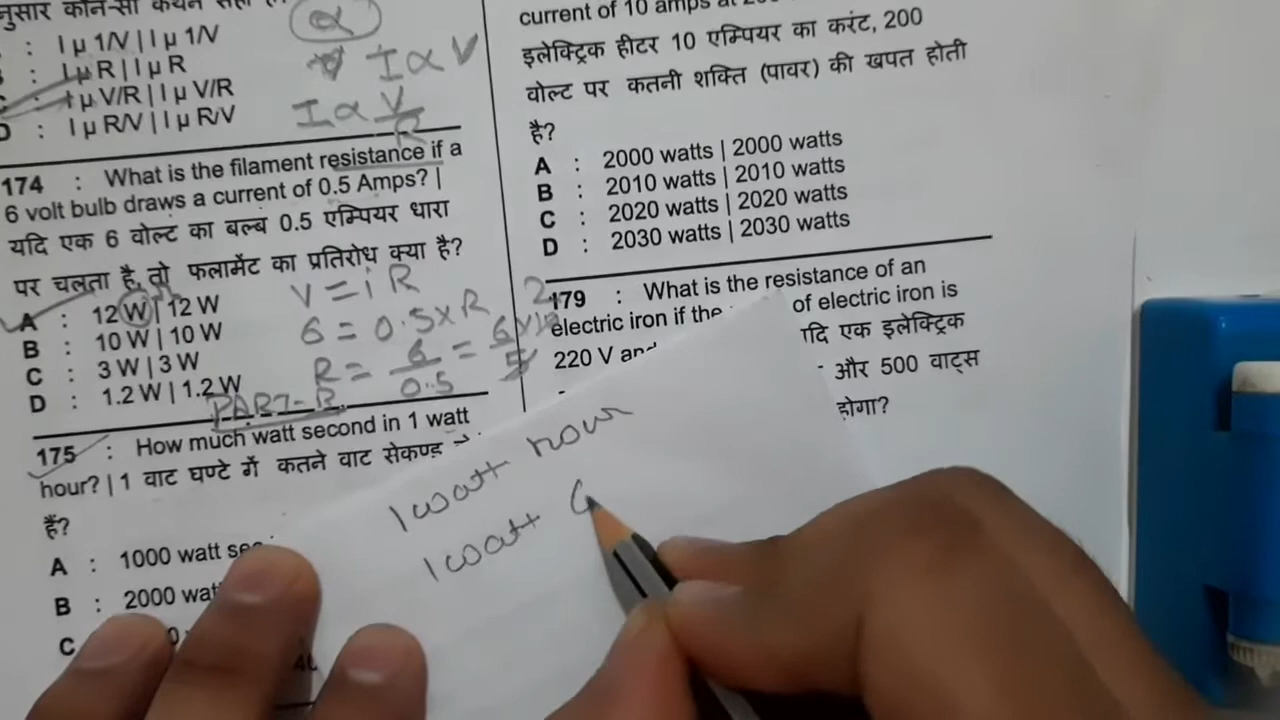 नुसार कौन-सा कथन सही
: I µ 1/V | I µ 1/V
: I µ R | I µ R
C : I µ V/R | I µ V/R
D : I µ R/V | I µ R/V
α
I α V
I α V/R
174 : What is the filament resistance if a
6 volt bulb draws a current of 0.5 Amps? |
यदि एक 6 वोल्ट का बल्ब 0.5 एम्पियर धारा
पर चलता है, तो फलामेंट का प्रतिरोध क्या है?
A : 12 W | 12 W
B : 10 W | 10 W
C : 3 W | 3 W
D : 1.2 W | 1.2 W
V = i R
6 = 0.5 x R
R = 6/0.5 =
PART-B
175 : How much watt second in 1 watt
hour? | 1 वाट घण्टे में कतने वाट सेकण्ड
हैं?
A : 1000 watt
B : 2000
C
current of 10 amps at
इलेक्ट्रिक हीटर 10 एम्पियर का करंट, 200
वोल्ट पर कतनी शक्ति (पावर) की खपत होती
है?
A : 2000 watts | 2000 watts
B : 2010 watts | 2010 watts
C : 2020 watts | 2020 watts
D : 2030 watts | 2030 watts
179 : What is the resistance of an
electric iron if the of electric iron is
220 V and एक इलेक्ट्रिक
और 500 वाट्स
होगा?
1 watt hour
1 watt